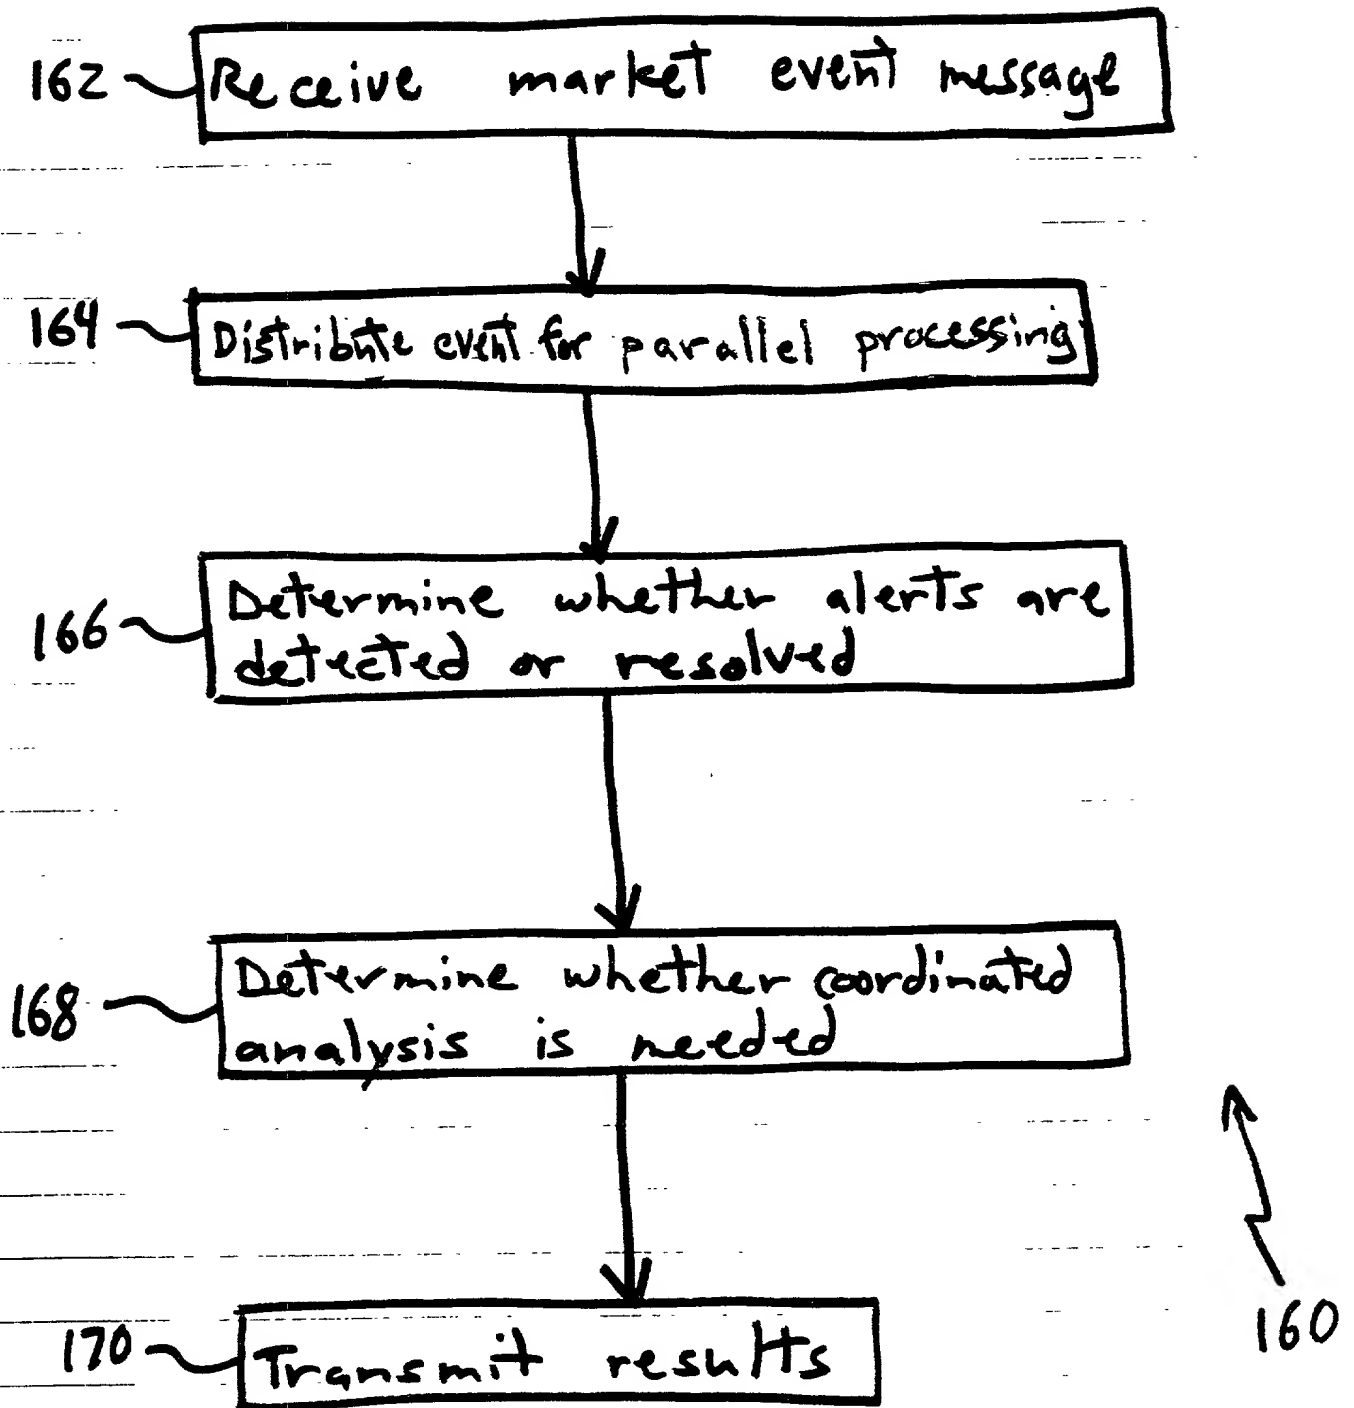 162 Receive market event message
164 Distribute event for parallel processing
166 Determine whether alerts are
detected or resolved
168 Determine whether coordinated
analysis is needed
160
170 Transmit results